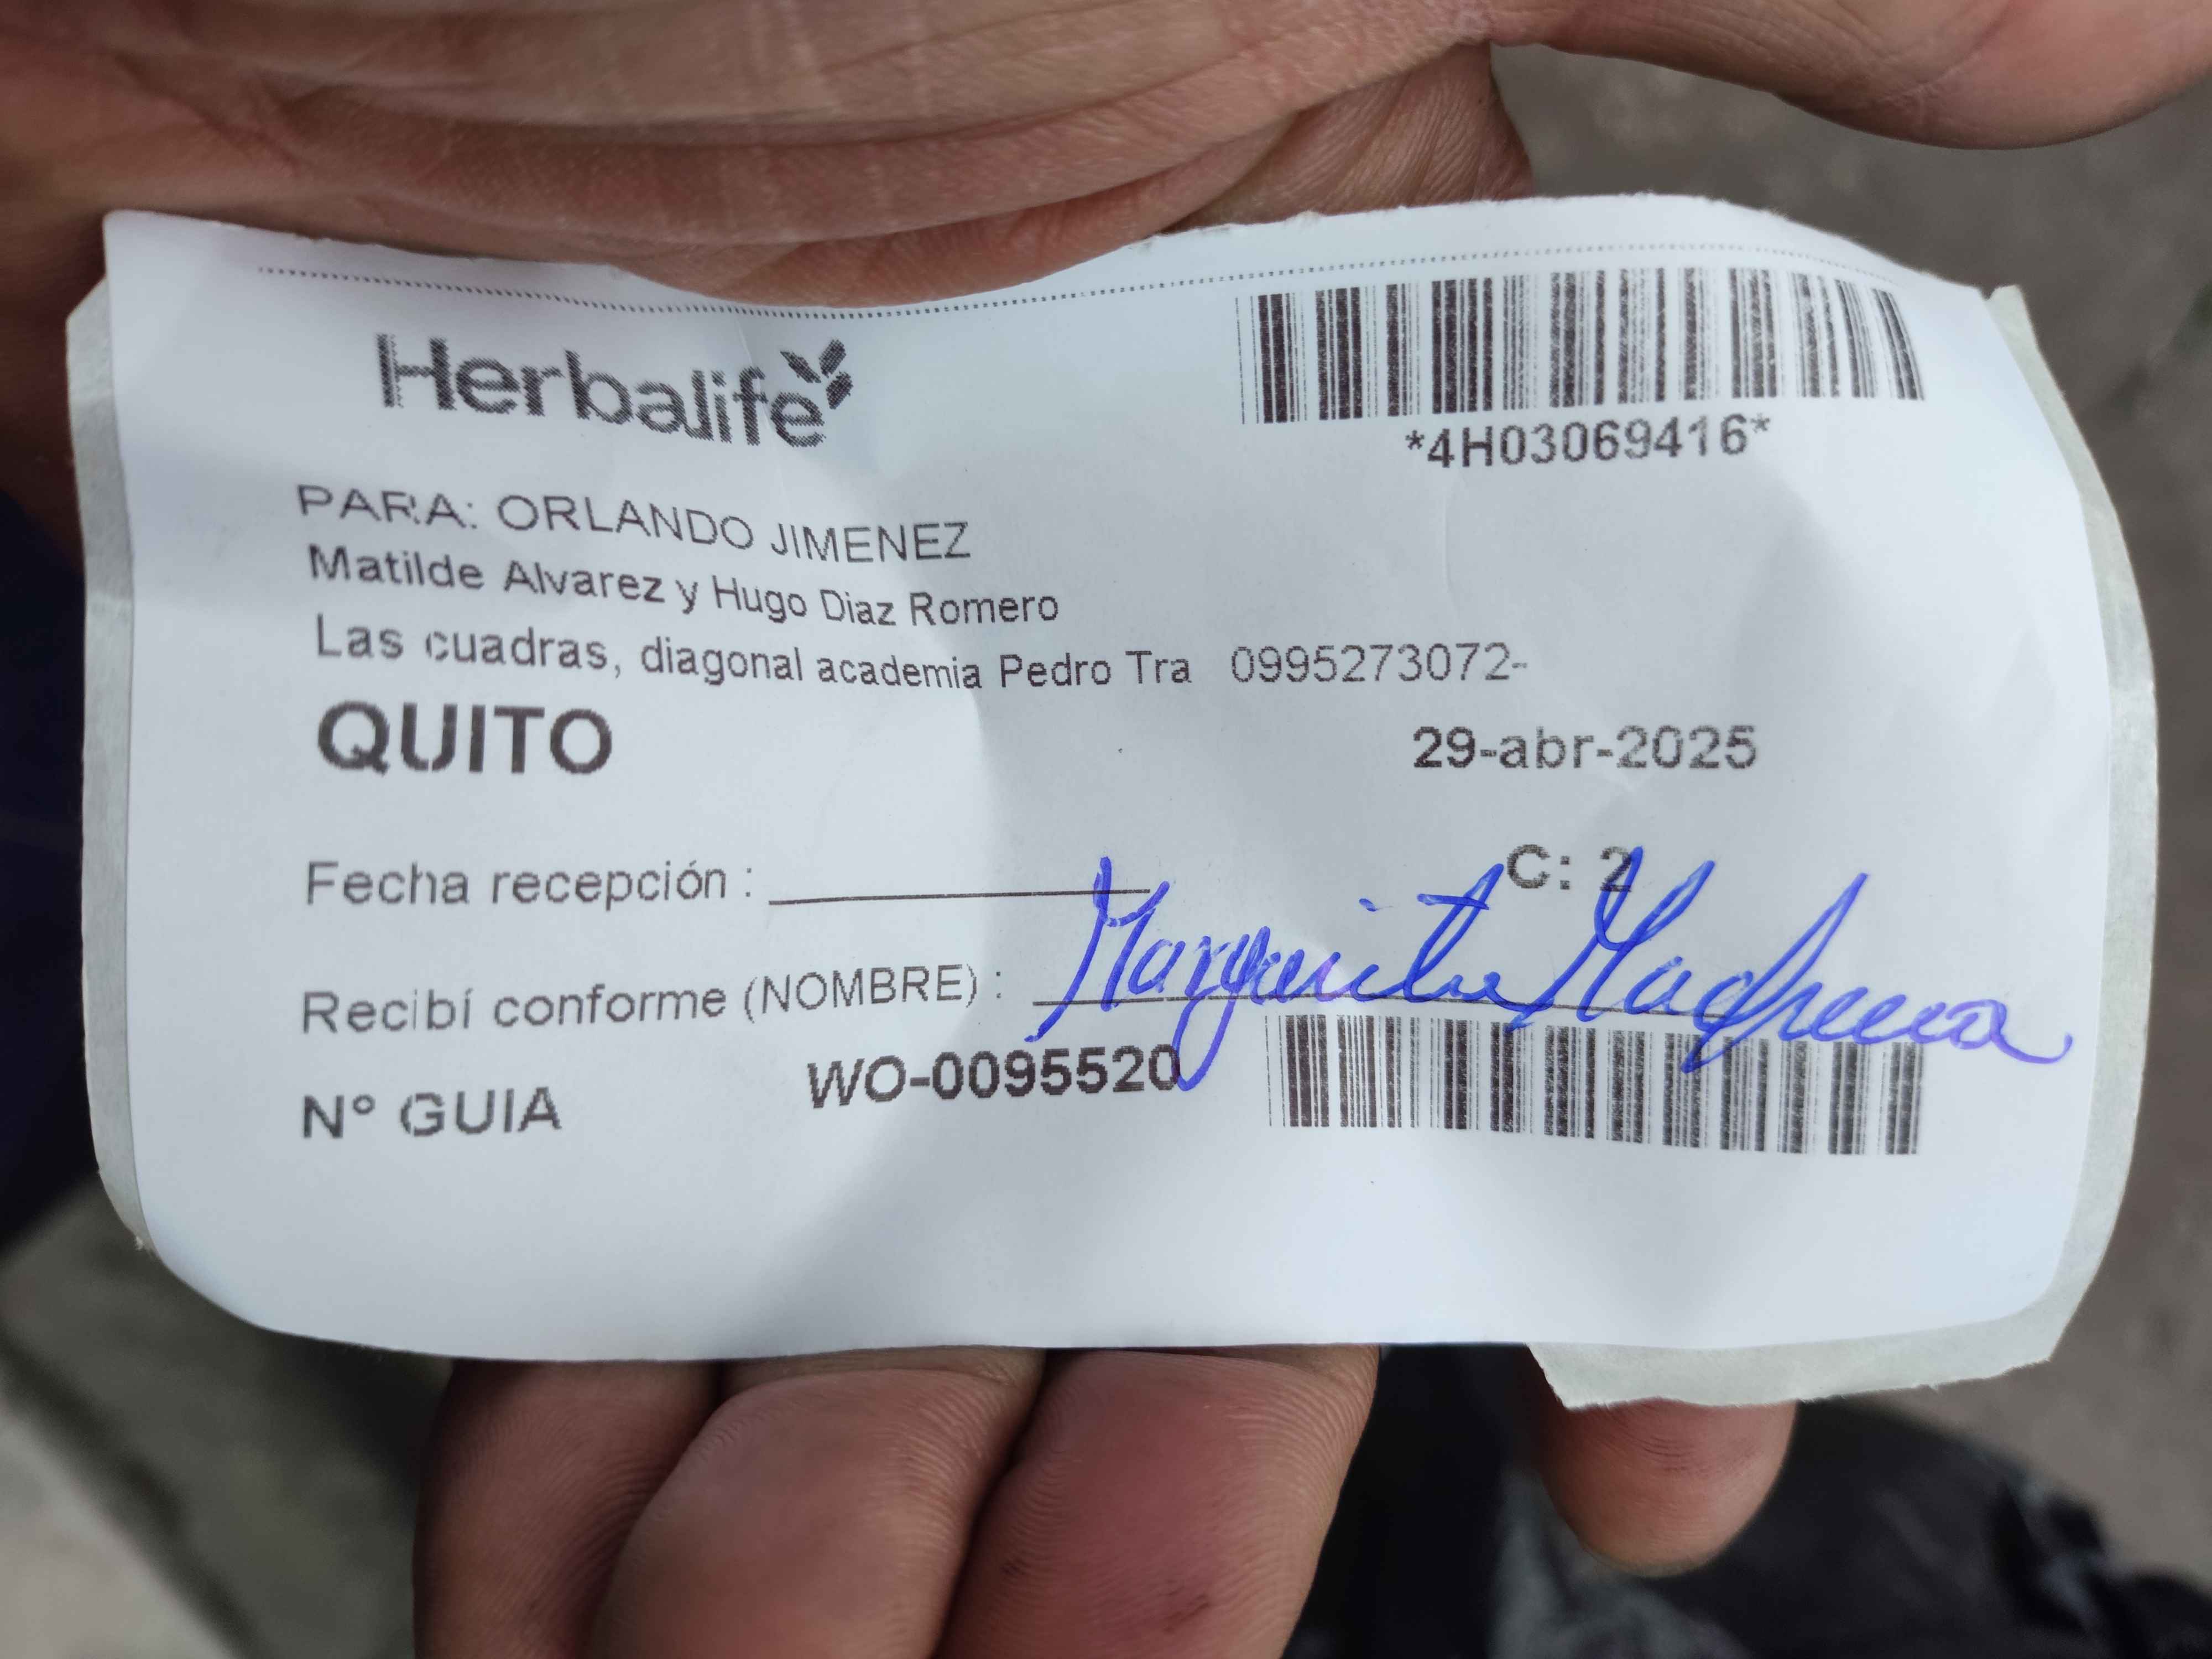 Herbalife
*4H03069416*
PARA: ORLANDO JIMENEZ
Matilde Alvarez y Hugo Diaz Romero
Las cuadras, diagonal academia Pedro Tra 0995273072-
QUITO
29-abr-2025
C: 2
Fecha recepción :
Recibí conforme (NOMBRE) : Margarita
N° GUIA WO-0095520